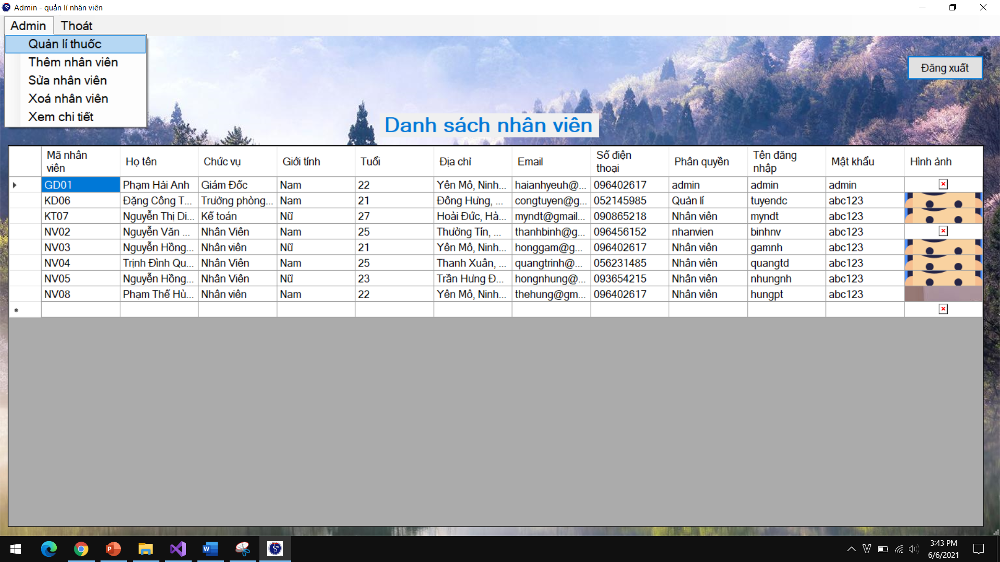 Admin - quản lí nhân viên
Admin Thoát
Quản lí thuốc
Thêm nhân viên
Sửa nhân viên
Xoá nhân viên
Xem chi tiết
Đăng xuất
Danh sách nhân viên
Mã nhân viên Họ tên Chức vụ Giới tính Tuổi Địa chỉ Email Số điện thoại Phân quyền Tên đăng nhập Mật khẩu Hình ảnh
GD01 Phạm Hải Anh Giám Đốc Nam 22 Yên Mô, Ninh... haianhyeuh@... 096402617 admin admin admin
KD06 Đặng Công T... Trưởng phòng... Nam 21 Đông Hưng, ... congtuyen@g... 052145985 Quản lí tuyendc abc123
KT07 Nguyễn Thị Di... Kế toán Nữ 27 Hoài Đức, Hà... myndt@gmail... 090865218 Nhân viên myndt abc123
NV02 Nguyễn Văn ... Nhân Viên Nam 25 Thường Tín, ... thanhbinh@g... 096456152 nhanvien binhnv abc123
NV03 Nguyễn Hồng... Nhân viên Nữ 21 Yên Mô, Ninh... honggam@g... 096402617 Nhân viên gamnh abc123
NV04 Trịnh Đình Qu... Nhân Viên Nam 25 Thanh Xuân, ... quangtrinh@... 056231485 Nhân viên quangtd abc123
NV05 Nguyễn Hồng... Nhân Viên Nữ 23 Trần Hưng Đ... hongnhung@... 093654215 Nhân viên nhungnh abc123
NV08 Phạm Thế Hù... Nhân viên Nam 22 Yên Mô, Ninh... thehung@gm... 096402617 Nhân viên hungpt abc123
3:43 PM
6/6/2021